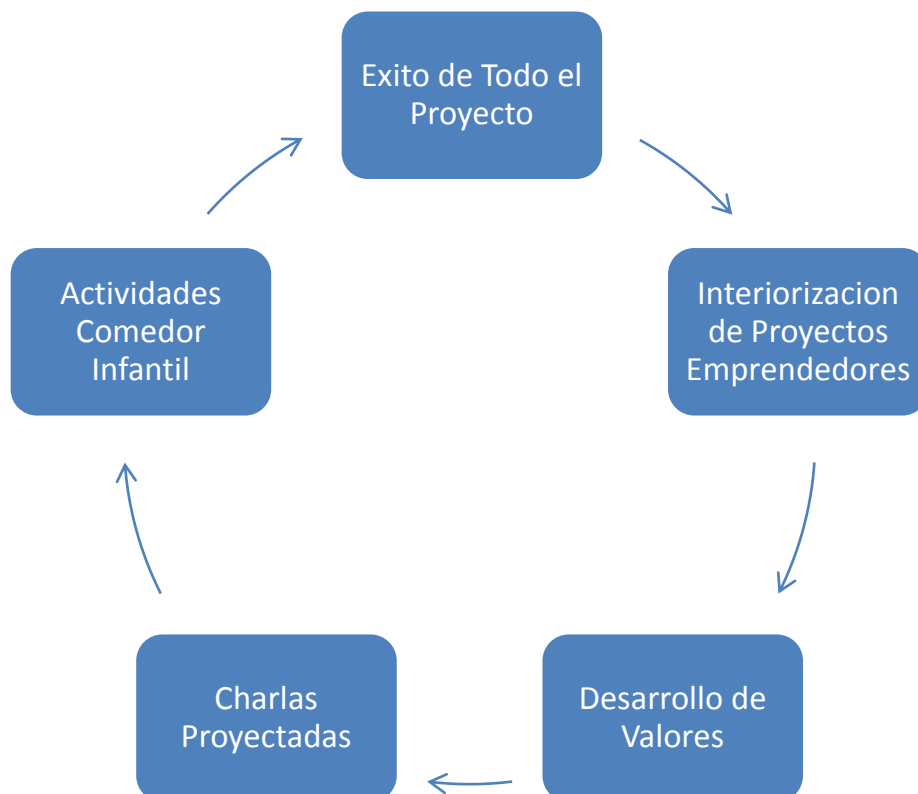 Exito de Todo el
Proyecto
Interiorizacion
de Proyectos
Emprendedores
Desarrollo de
Valores
Charlas
Proyectadas
Actividades
Comedor
Infantil